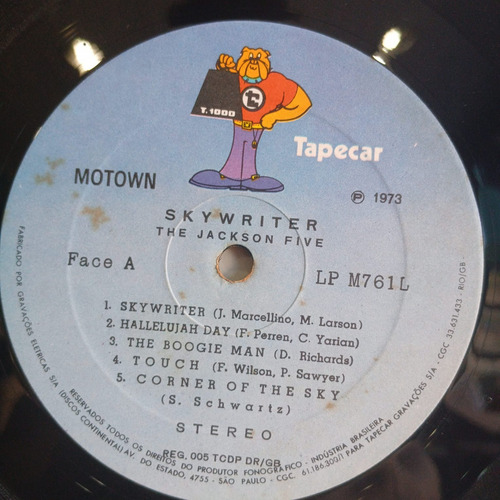 T.1000
Tapecar
MOTOWN
℗ 1973
SKYWRITER
THE JACKSON FIVE
Face A
LP M761L
1. SKYWRITER (J. Marcellino, M. Larson)
2. HALLELUJAH DAY (F. Perren, C. Yarian)
3. THE BOOGIE MAN (D. Richards)
4. TOUCH (F. Wilson, P. Sawyer)
5. CORNER OF THE SKY
(S. Schwartz)
STEREO
REG. 005 TCDP DR/GB
FABRICADO POR GRAVAÇÕES ELÉTRICAS S/A (DISCOS CONTINENTAL) AV. DO ESTADO, 4755 - SÃO PAULO - CGC. 61.186.300/1 PARA TAPECAR GRAVAÇÕES S/A - CGC 33.631.433 - RIO/GB
RESERVADOS TODOS OS DIREITOS DO PRODUTOR FONOGRÁFICO - INDÚSTRIA BRASILEIRA